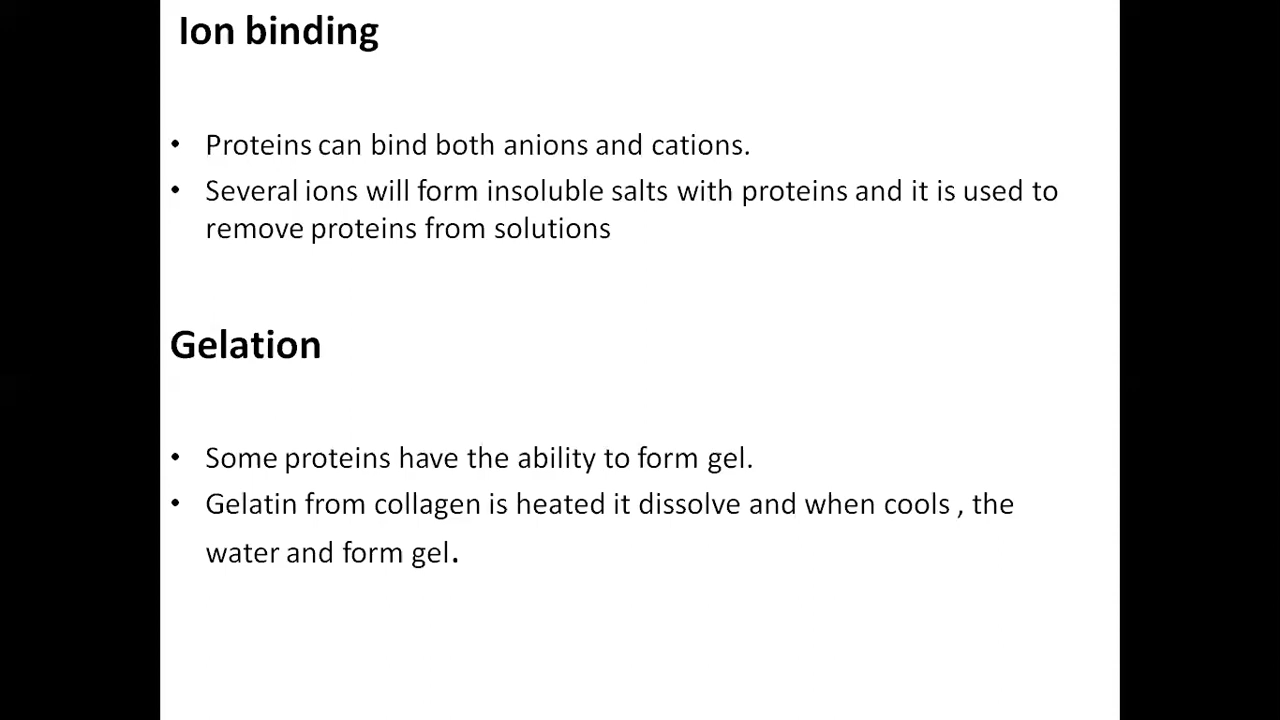 Ion binding
• Proteins can bind both anions and cations.
• Several ions will form insoluble salts with proteins and it is used to
remove proteins from solutions
Gelation
• Some proteins have the ability to form gel.
• Gelatin from collagen is heated it dissolve and when cools , the
water and form gel.